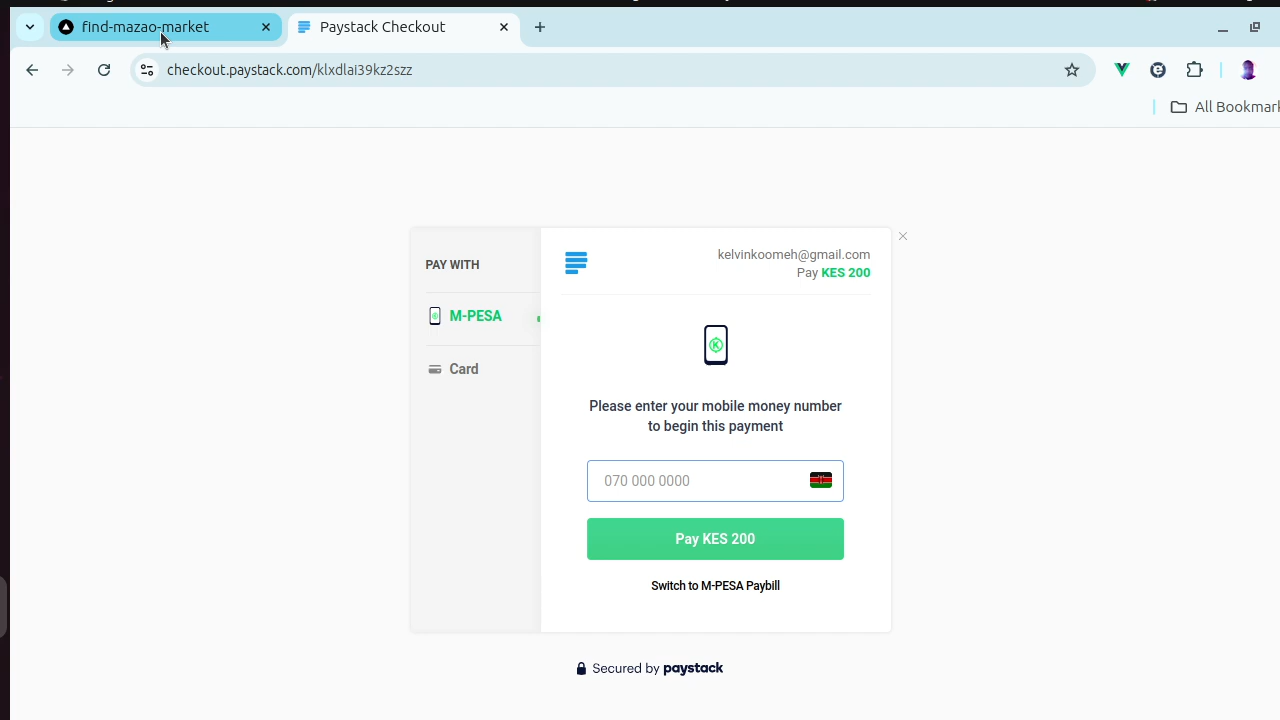 find-mazao-market
Paystack Checkout
checkout.paystack.com/klxdlai39kz2szz
All Bookmark
PAY WITH
M-PESA
Card
kelvinkoomeh@gmail.com
Pay KES 200
Please enter your mobile money number
to begin this payment
070 000 0000
Pay KES 200
Switch to M-PESA Paybill
Secured by paystack